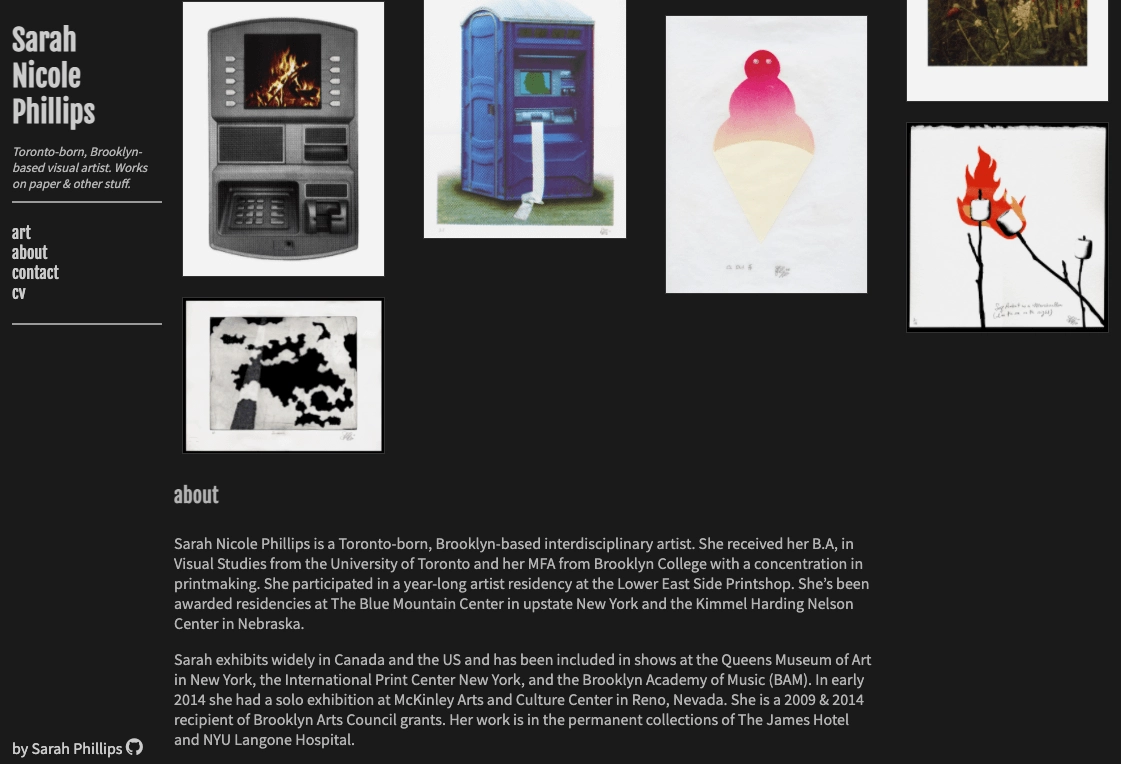 Sarah
Nicole
Phillips
Toronto-born, Brooklyn-
based visual artist. Works
on paper & other stuff.
art
about
contact
cv
about
Sarah Nicole Phillips is a Toronto-born, Brooklyn-based interdisciplinary artist. She received her B.A, in
Visual Studies from the University of Toronto and her MFA from Brooklyn College with a concentration in
printmaking. She participated in a year-long artist residency at the Lower East Side Printshop. She’s been
awarded residencies at The Blue Mountain Center in upstate New York and the Kimmel Harding Nelson
Center in Nebraska.
Sarah exhibits widely in Canada and the US and has been included in shows at the Queens Museum of Art
in New York, the International Print Center New York, and the Brooklyn Academy of Music (BAM). In early
2014 she had a solo exhibition at McKinley Arts and Culture Center in Reno, Nevada. She is a 2009 & 2014
recipient of Brooklyn Arts Council grants. Her work is in the permanent collections of The James Hotel
and NYU Langone Hospital.
by Sarah Phillips